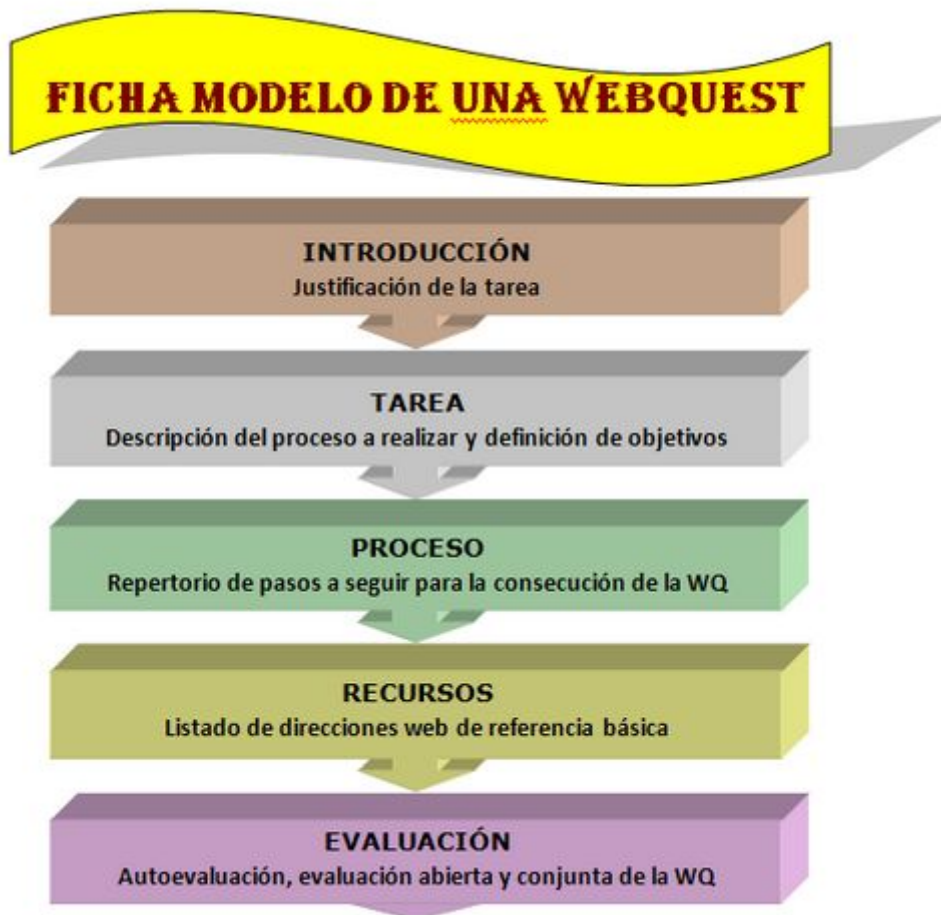 FICHA MODELO DE UNA WEBQUEST
INTRODUCCIÓN
Justificación de la tarea
TAREA
Descripción del proceso a realizar y definición de objetivos
PROCESO
Repertorio de pasos a seguir para la consecución de la WQ
RECURSOS
Listado de direcciones web de referencia básica
EVALUACIÓN
Autoevaluación, evaluación abierta y conjunta de la WQ